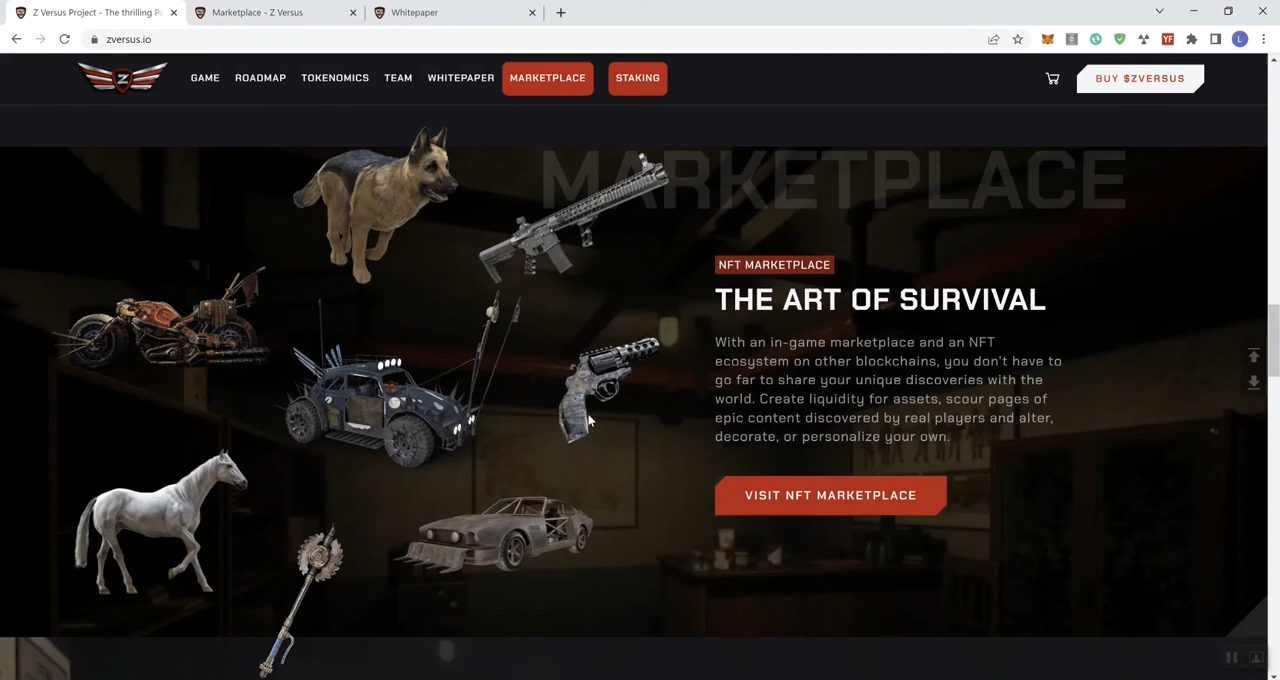 Z Versus Project - The thrilling P
Marketplace - Z Versus
Whitepaper
zversus.io
YF
L
Z
GAME
ROADMAP
TOKENOMICS
TEAM
WHITEPAPER
MARKETPLACE
STAKING
BUY $ZVERSUS
MARKETPLACE
NFT MARKETPLACE
THE ART OF SURVIVAL
With an in-game marketplace and an NFT
ecosystem on other blockchains, you don't have to
go far to share your unique discoveries with the
world. Create liquidity for assets, scour pages of
epic content discovered by real players and alter,
decorate, or personalize your own.
VISIT NFT MARKETPLACE